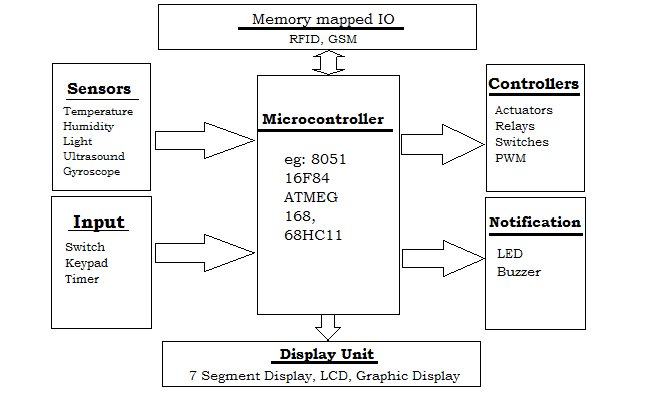 Memory mapped IO
RFID, GSM
Sensors
Temperature
Humidity
Light
Ultrasound
Gyroscope
Input
Switch
Keypad
Timer
Microcontroller
eg: 8051
16F84
ATMEG
168,
68HC11
Controllers
Actuators
Relays
Switches
PWM
Notification
LED
Buzzer
Display Unit
7 Segment Display, LCD, Graphic Display